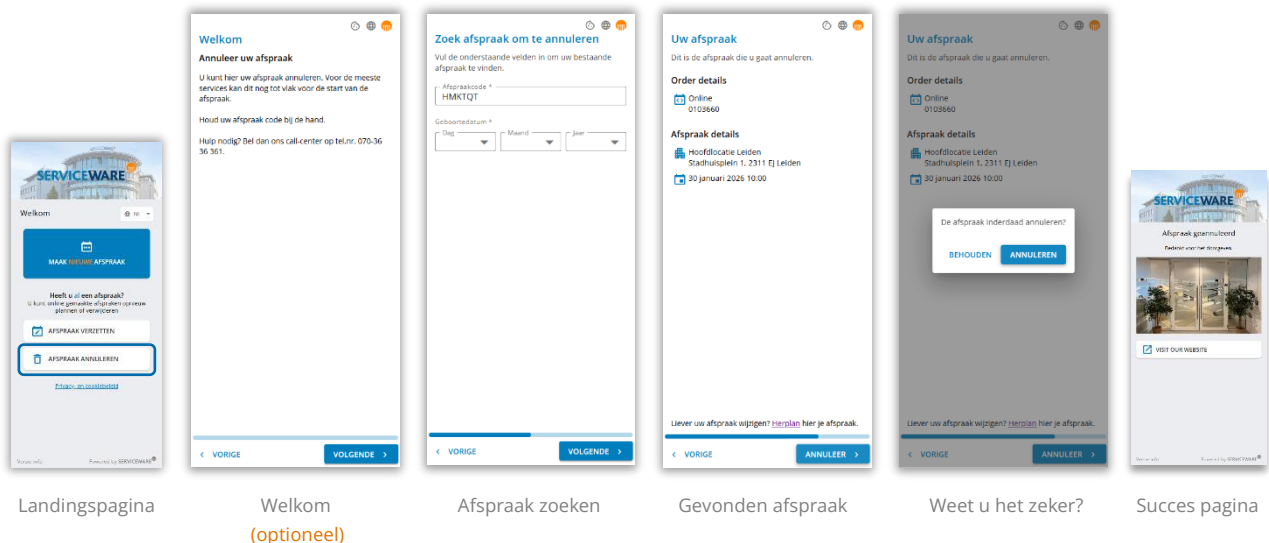 SERVICEWARE
Welkom
NL
MAAK NIEUWE AFSPRAAK
Heeft u al een afspraak?
U kunt online gemaakte afspraken opnieuw
plannen of verwijderen
AFSPRAAK VERZETTEN
AFSPRAAK ANNULEREN
Privacy- en cookiebeleid
Powered by SERVICEWARE
Landingspagina
Welkom
Annuleer uw afspraak
U kunt hier uw afspraak annuleren. Voor de meeste
services kan dit nog tot vlak voor de start van de
afspraak.
Houd uw afspraak code bij de hand.
Hulp nodig? Bel dan ons call-center op tel.nr. 070-36
36 361.
VORIGE
VOLGENDE
Welkom
(optioneel)
Zoek afspraak om te annuleren
Vul de onderstaande velden in om uw bestaande
afspraak te vinden.
Afspraakcode *
HMKTQT
Geboortedatum *
Dag
Maand
Jaar
VORIGE
VOLGENDE
Afspraak zoeken
Uw afspraak
Dit is de afspraak die u gaat annuleren.
Order details
Online
0103660
Afspraak details
Hoofdlocatie Leiden
Stadhuisplein 1, 2311 EJ Leiden
30 januari 2026 10:00
Liever uw afspraak wijzigen? Herplan hier je afspraak.
VORIGE
ANNULEER
Gevonden afspraak
Uw afspraak
Dit is de afspraak die u gaat annuleren.
Order details
Online
0103660
Afspraak details
Hoofdlocatie Leiden
Stadhuisplein 1, 2311 EJ Leiden
30 januari 2026 10:00
De afspraak inderdaad annuleren?
BEHOUDEN
ANNULEREN
Liever uw afspraak wijzigen? Herplan hier je afspraak.
VORIGE
ANNULEER
Weet u het zeker?
SERVICEWARE
Afspraak geannuleerd
Bedankt voor het doorgeven.
VISIT OUR WEBSITE
Powered by SERVICEWARE
Succes pagina